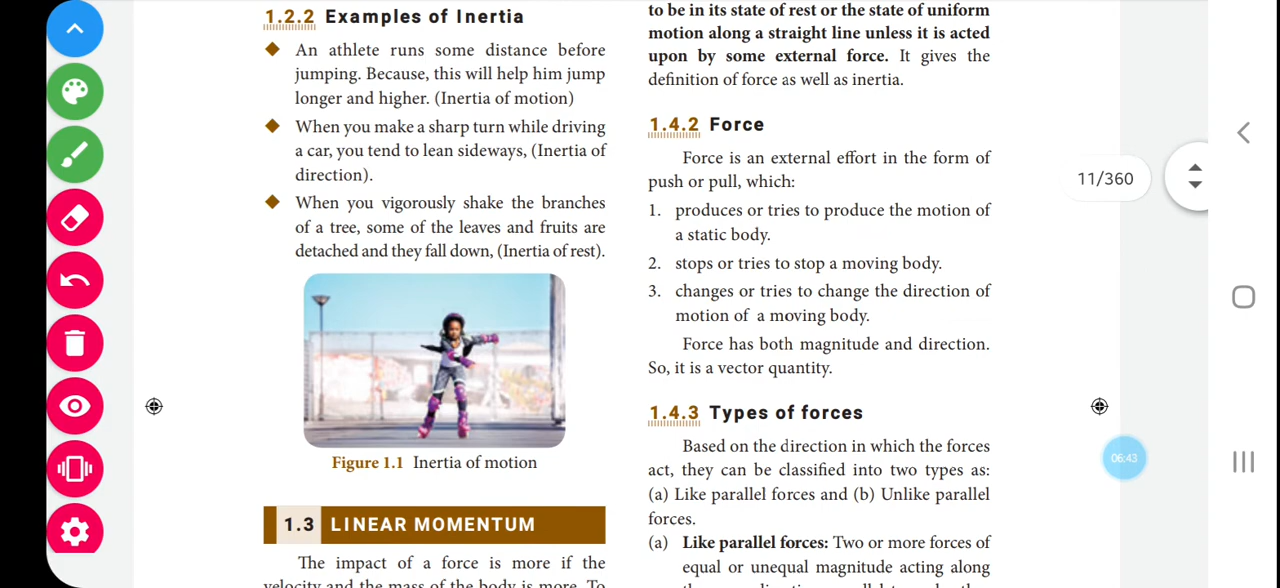 1.2.2 Examples of Inertia
An athlete runs some distance before
jumping. Because, this will help him jump
longer and higher. (Inertia of motion)
When you make a sharp turn while driving
a car, you tend to lean sideways, (Inertia of
direction).
When you vigorously shake the branches
of a tree, some of the leaves and fruits are
detached and they fall down, (Inertia of rest).
Figure 1.1 Inertia of motion
1.3 LINEAR MOMENTUM
The impact of a force is more if the
velocity and the mass of the body is more. To
to be in its state of rest or the state of uniform
motion along a straight line unless it is acted
upon by some external force. It gives the
definition of force as well as inertia.
1.4.2 Force
Force is an external effort in the form of
push or pull, which:
1. produces or tries to produce the motion of
a static body.
2. stops or tries to stop a moving body.
3. changes or tries to change the direction of
motion of a moving body.
Force has both magnitude and direction.
So, it is a vector quantity.
1.4.3 Types of forces
Based on the direction in which the forces
act, they can be classified into two types as:
(a) Like parallel forces and (b) Unlike parallel
forces.
(a) Like parallel forces: Two or more forces of
equal or unequal magnitude acting along
11/360
06:43